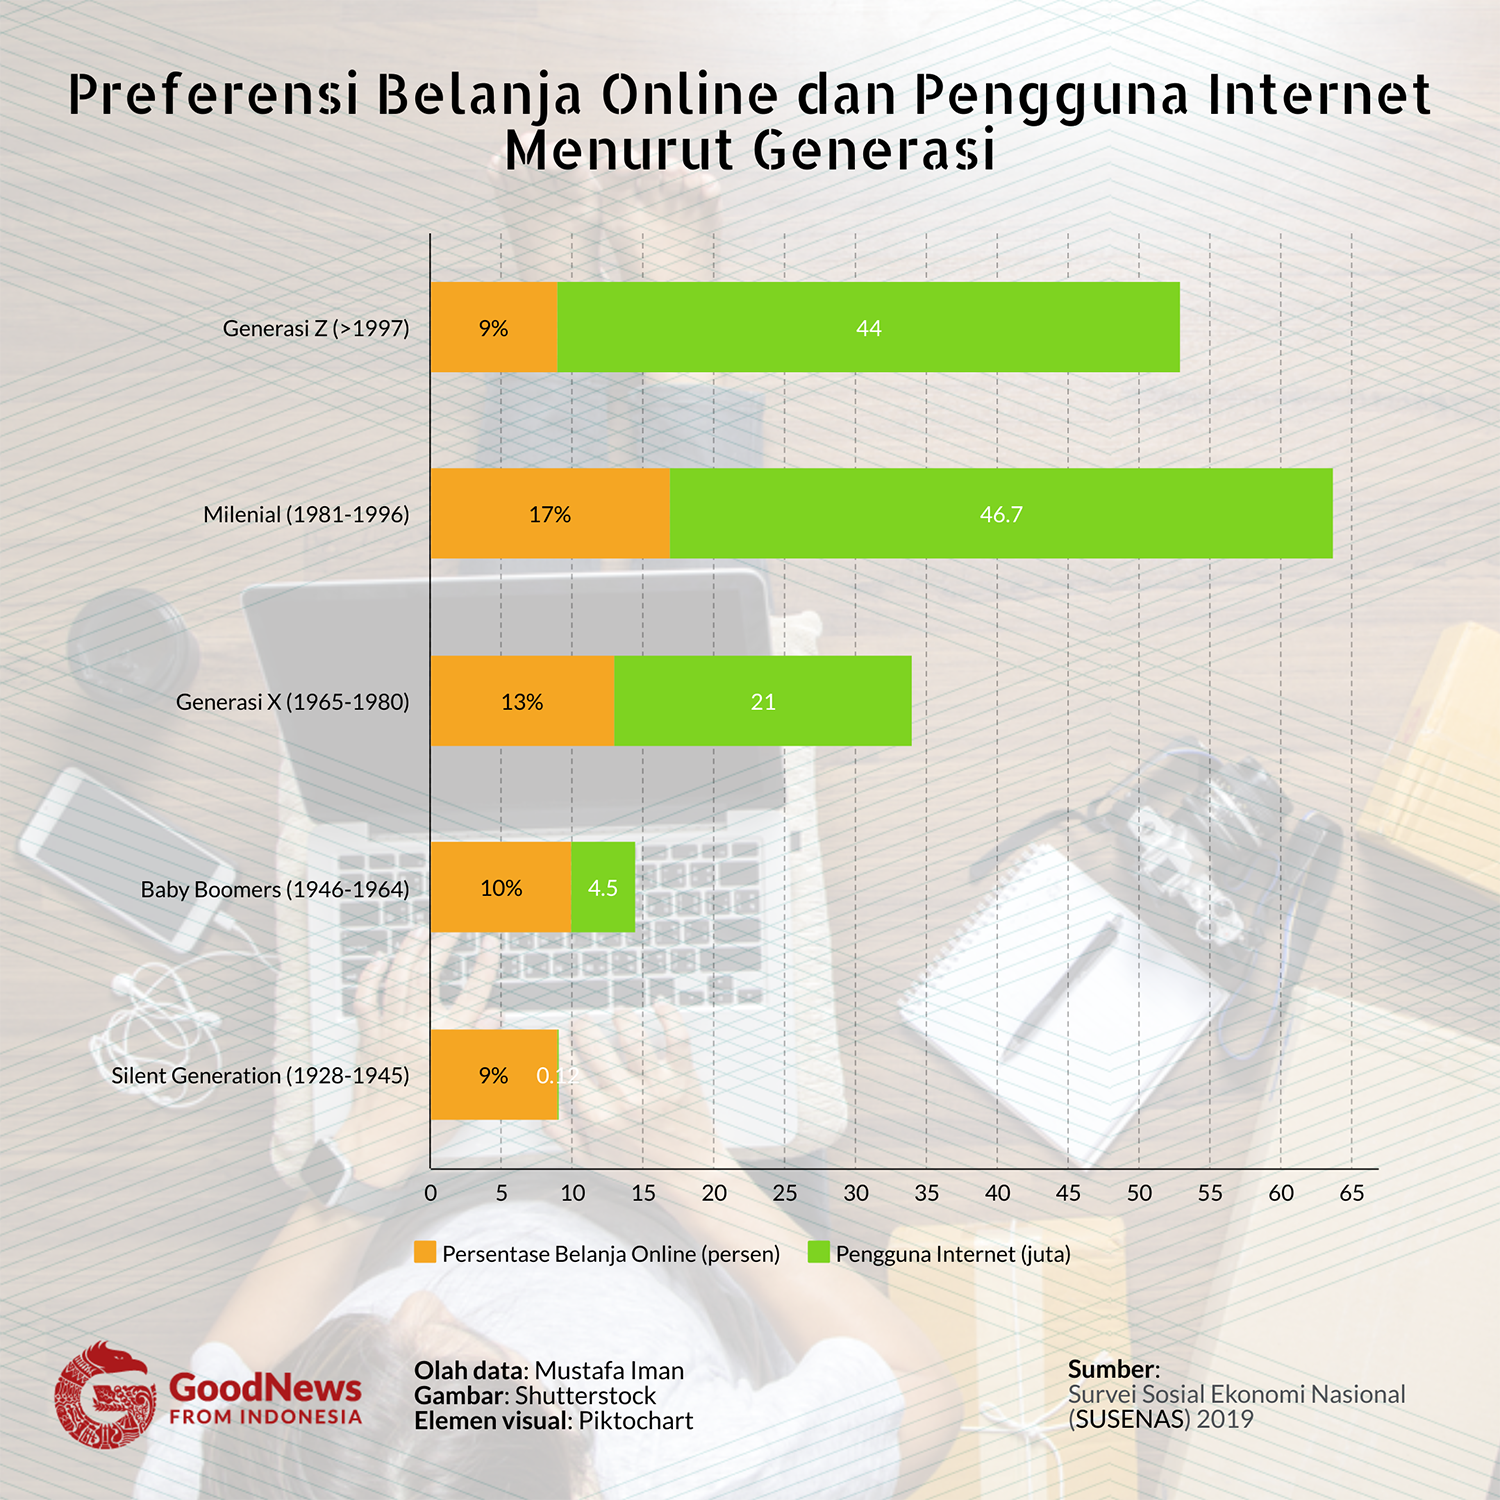 Preferensi Belanja Online dan Pengguna Internet
Menurut Generasi
Generasi Z (>1997)
9%
44
Milenial (1981-1996)
17%
46.7
Generasi X (1965-1980)
13%
21
Baby Boomers (1946-1964)
10%
4.5
Silent Generation (1928-1945)
9%
0.12
0 5 10 15 20 25 30 35 40 45 50 55 60 65
Persentase Belanja Online (persen)
Pengguna Internet (juta)
GoodNews
FROM INDONESIA
Olah data: Mustafa Iman
Gambar: Shutterstock
Elemen visual: Piktochart
Sumber:
Survei Sosial Ekonomi Nasional
(SUSENAS) 2019